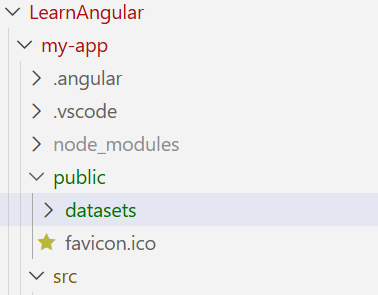 LearnAngular
my-app
.angular
.vscode
node_modules
public
datasets
favicon.ico
src